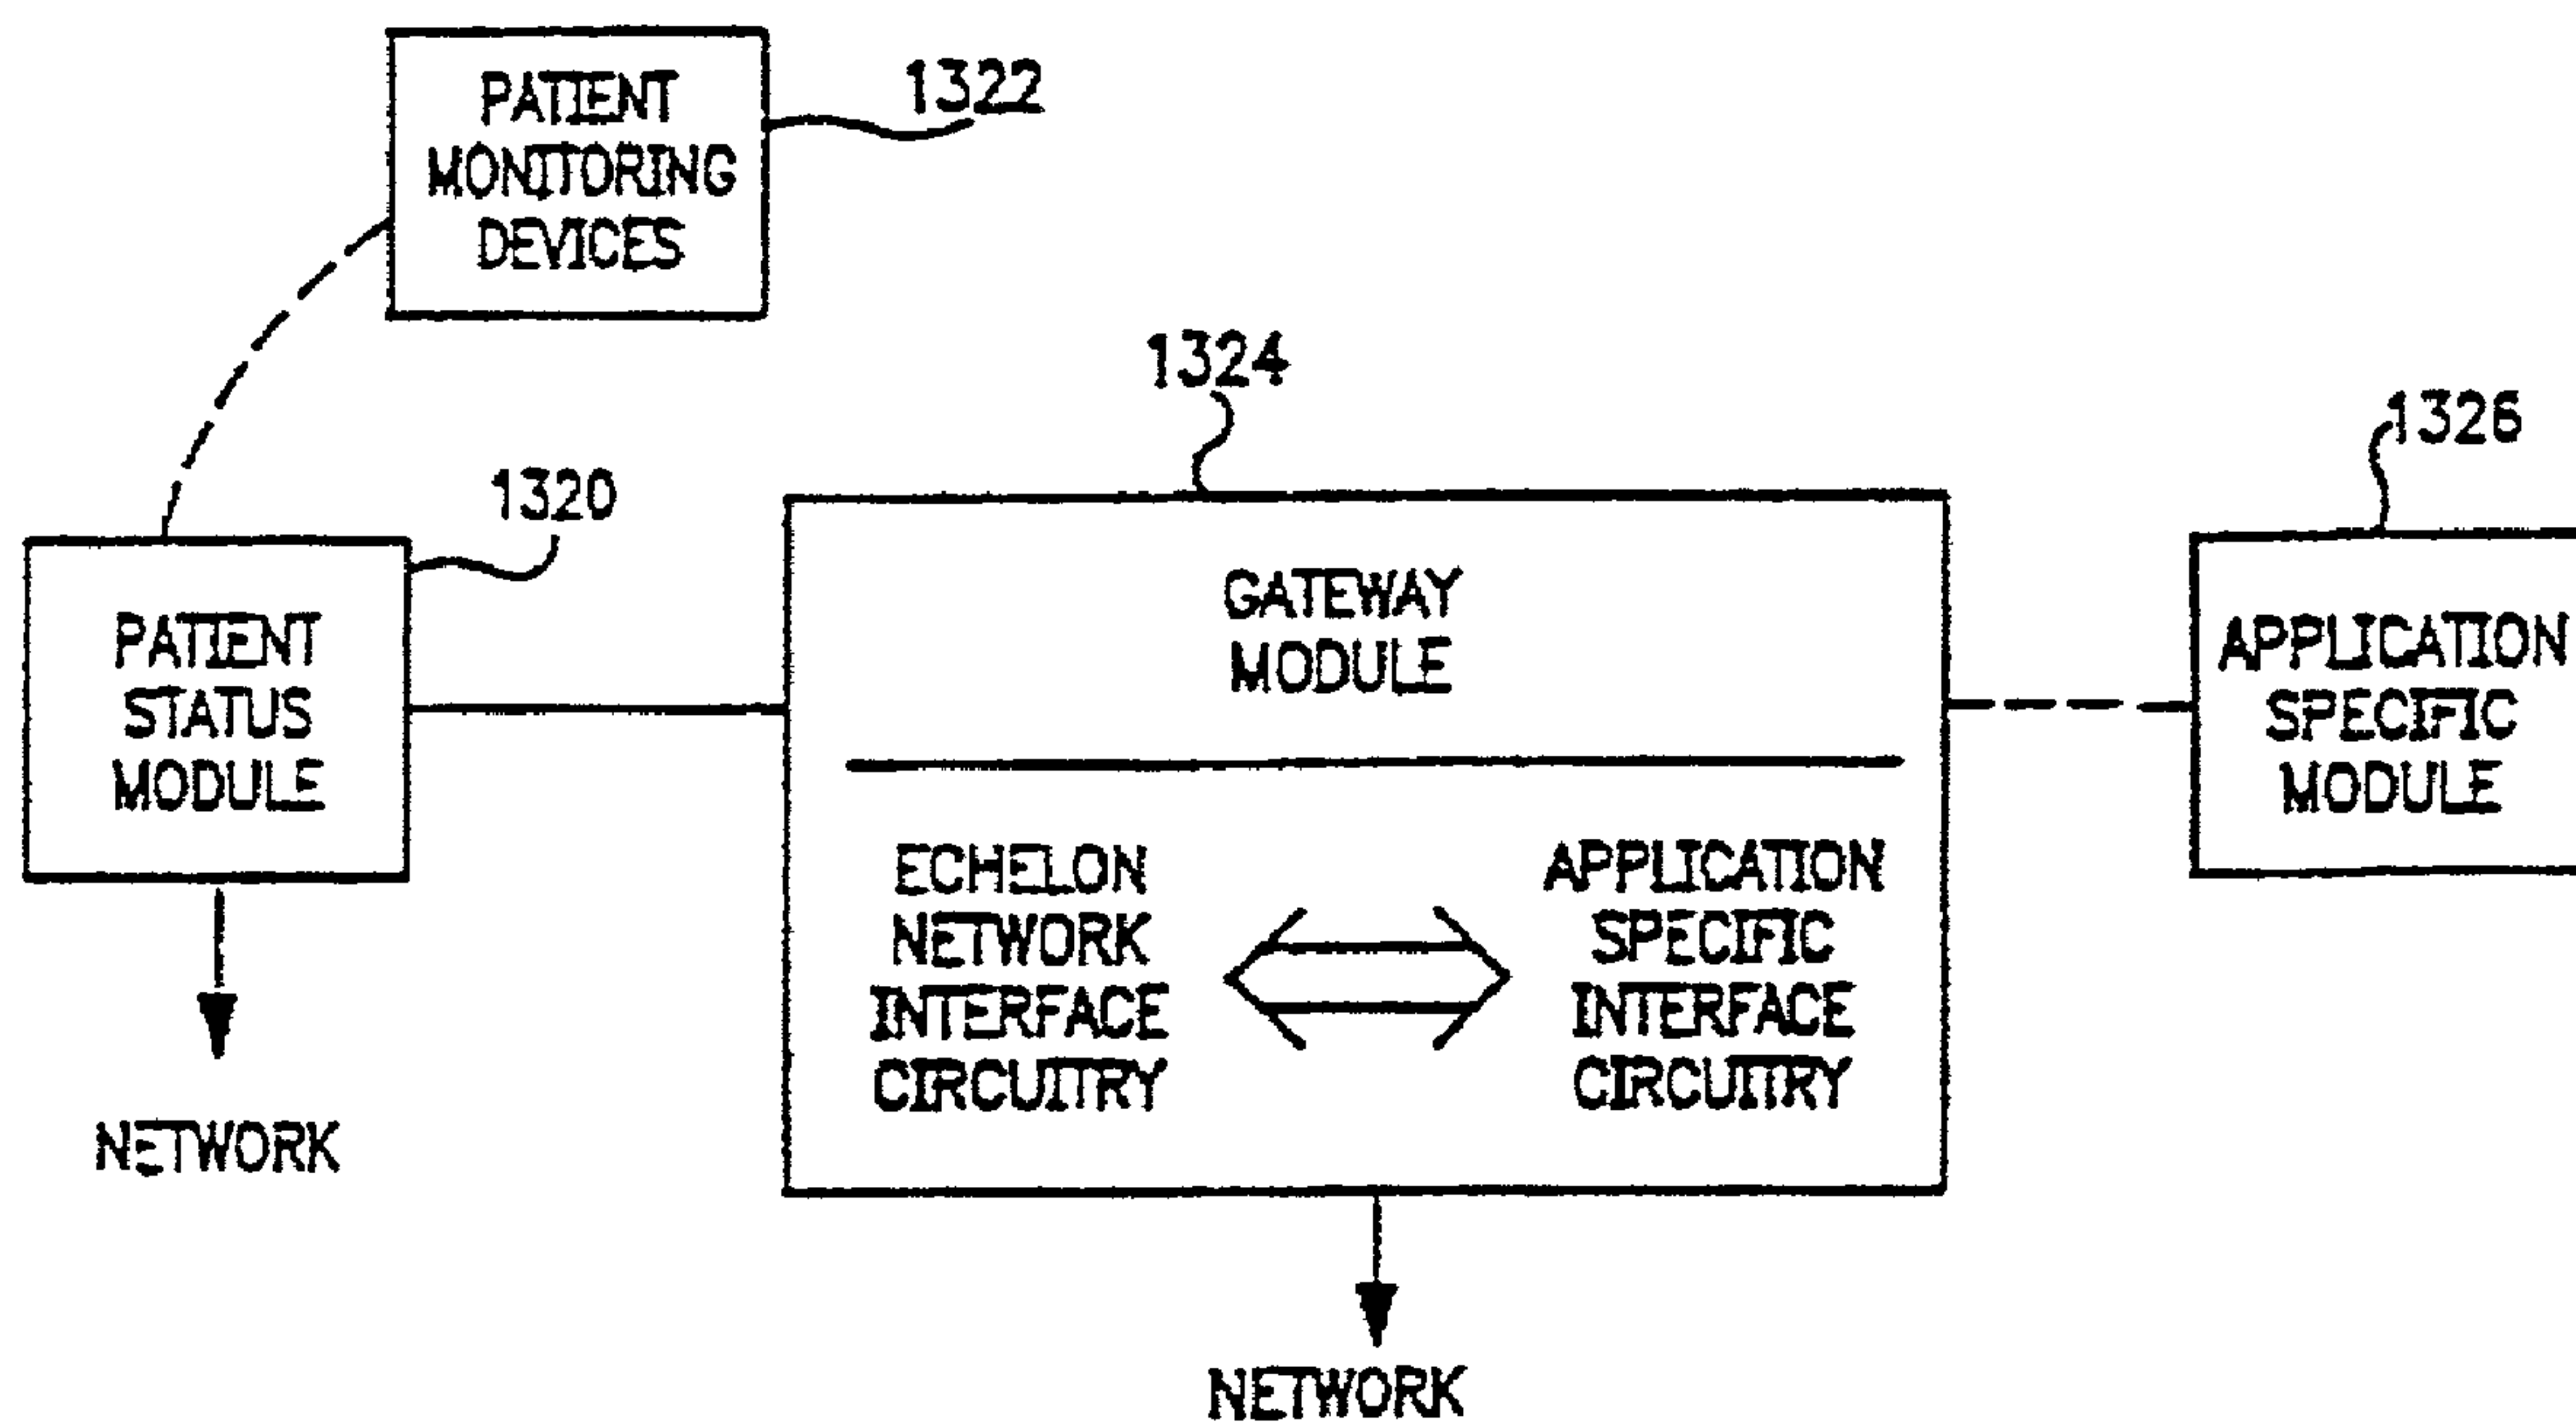 PATIENT
MONITORING
DEVICES
1322
1324
1326
1320
PATIENT
STATUS
MODULE
GATEWAY
MODULE
APPLICATION
SPECIFIC
MODULE
ECHELON
NETWORK
INTERFACE
CIRCUITRY
APPLICATION
SPECIFIC
INTERFACE
CIRCUITRY
NETWORK
NETWORK